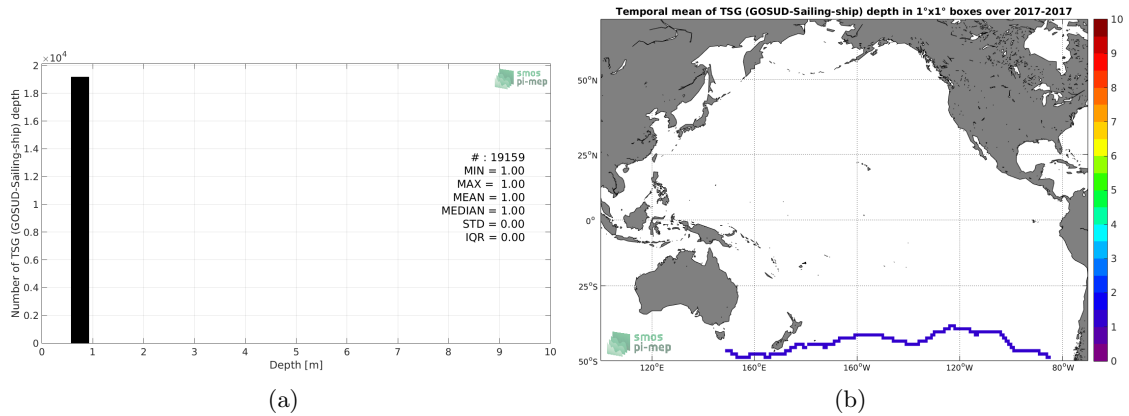 ×10⁴
2
1.8
1.6
1.4
1.2
1
0.8
0.6
0.4
0.2
0
Number of TSG (GOSUD-Sailing-ship) depth
smos
pi-mep
# : 19159
MIN = 1.00
MAX = 1.00
MEAN = 1.00
MEDIAN = 1.00
STD = 0.00
IQR = 0.00
0 1 2 3 4 5 6 7 8 9 10
Depth [m]
(a)
Temporal mean of TSG (GOSUD-Sailing-ship) depth in 1°x1° boxes over 2017-2017
50°N
25°N
0°
25°S
50°S
120°E 160°E 160°W 120°W 80°W
smos
pi-mep
10
9
8
7
6
5
4
3
2
1
0
(b)